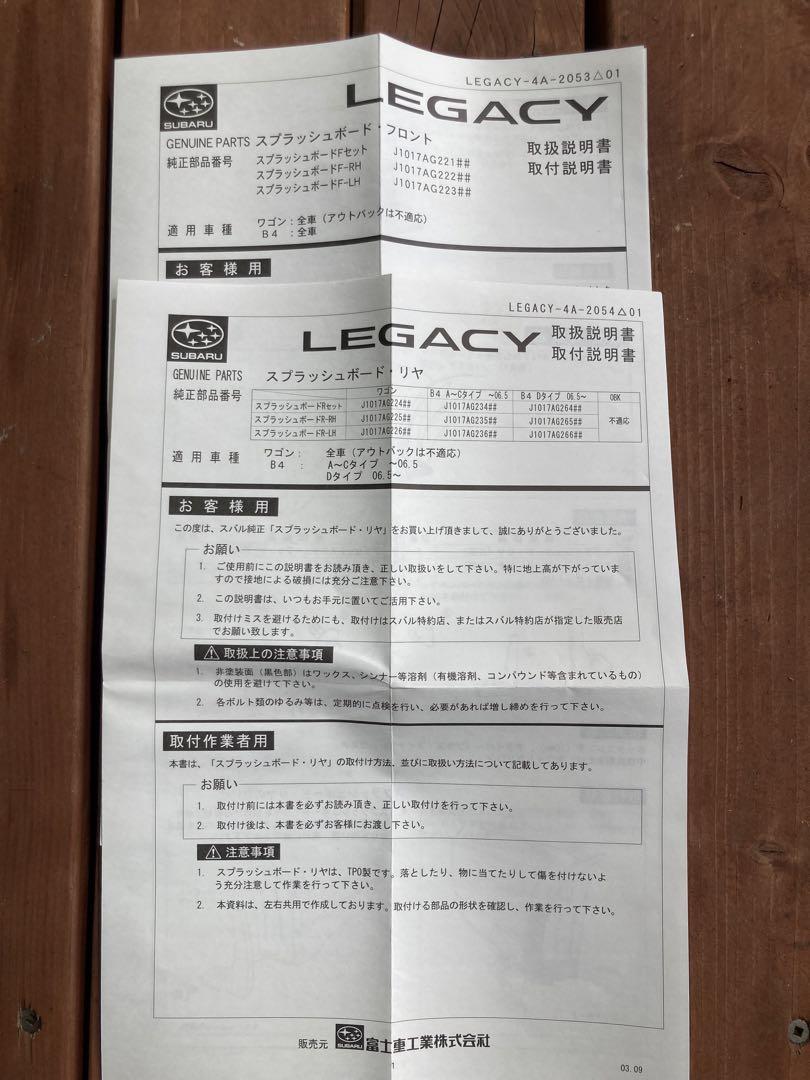 LEGACY-4A-2053△01
SUBARU
LEGACY
GENUINE PARTS スプラッシュボード・フロント
取扱説明書
純正部品番号
スプラッシュボードFセット J1017AG221##
取付説明書
スプラッシュボードF-RH J1017AG222##
スプラッシュボードF-LH J1017AG223##
適用車種
ワゴン：全車（アウトバックは不適応）
B4 ：全車
お客様用
LEGACY-4A-2054△01
SUBARU
LEGACY
取扱説明書
取付説明書
GENUINE PARTS スプラッシュボード・リヤ
純正部品番号
ワゴン B4 A～Cタイプ ～06.5 B4 Dタイプ 06.5～ OBK
スプラッシュボードRセット J1017AG224## J1017AG234## J1017AG264##
スプラッシュボードR-RH J1017AG225## J1017AG235## J1017AG265## 不適応
スプラッシュボードR-LH J1017AG226## J1017AG236## J1017AG266##
適用車種
ワゴン： 全車（アウトバックは不適応）
B4 ： A～Cタイプ ～06.5
Dタイプ 06.5～
お客様用
この度は、スバル純正「スプラッシュボード・リヤ」をお買い上げ頂きまして、誠にありがとうございました。
お願い
1. ご使用前にこの説明書をお読み頂き、正しい取扱いをして下さい。特に地上高が下がっていま
すので接地による破損には充分ご注意下さい。
2. この説明書は、いつもお手元に置いてご活用下さい。
3. 取付けミスを避けるためにも、取付けはスバル特約店、またはスバル特約店が指定した販売店
でお願い致します。
⚠ 取扱上の注意事項
1. 非塗装面（黒色部）はワックス、シンナー等溶剤（有機溶剤、コンパウンド等含まれているもの）
の使用を避けて下さい。
2. 各ボルト類のゆるみ等は、定期的に点検を行い、必要があれば増し締めを行って下さい。
取付作業者用
本書は、「スプラッシュボード・リヤ」の取付け方法、並びに取扱い方法について記載してあります。
お願い
1. 取付け前には本書を必ずお読み頂き、正しい取付けを行って下さい。
2. 取付け後は、本書を必ずお客様にお渡し下さい。
⚠ 注意事項
1. スプラッシュボード・リヤは、TPO製です。落としたり、物に当てたりして傷を付けないよ
う充分注意して作業を行って下さい。
2. 本資料は、左右共用で作成しております。取付ける部品の形状を確認し、作業を行って下さい。
販売元 SUBARU 富士重工業株式会社
1
03.09